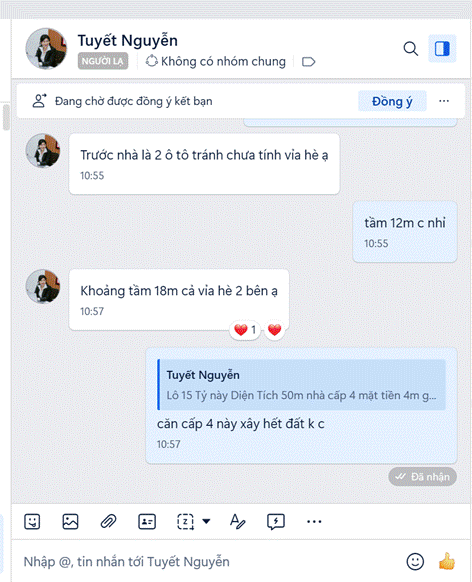 Tuyết Nguyễn
NGƯỜI LẠ
Không có nhóm chung
Đang chờ được đồng ý kết bạn
Đồng ý
Trước nhà là 2 ô tô tránh chưa tính vỉa hè ạ
10:55
tầm 12m c nhỉ
10:55
Khoảng tầm 18m cả vỉa hè 2 bên ạ
10:57
1
Tuyết Nguyễn
Lô 15 Tỷ này Diện Tích 50m nhà cấp 4 mặt tiền 4m g...
căn cấp 4 này xây hết đất k c
10:57
Đã nhận
Nhập @, tin nhắn tới Tuyết Nguyễn